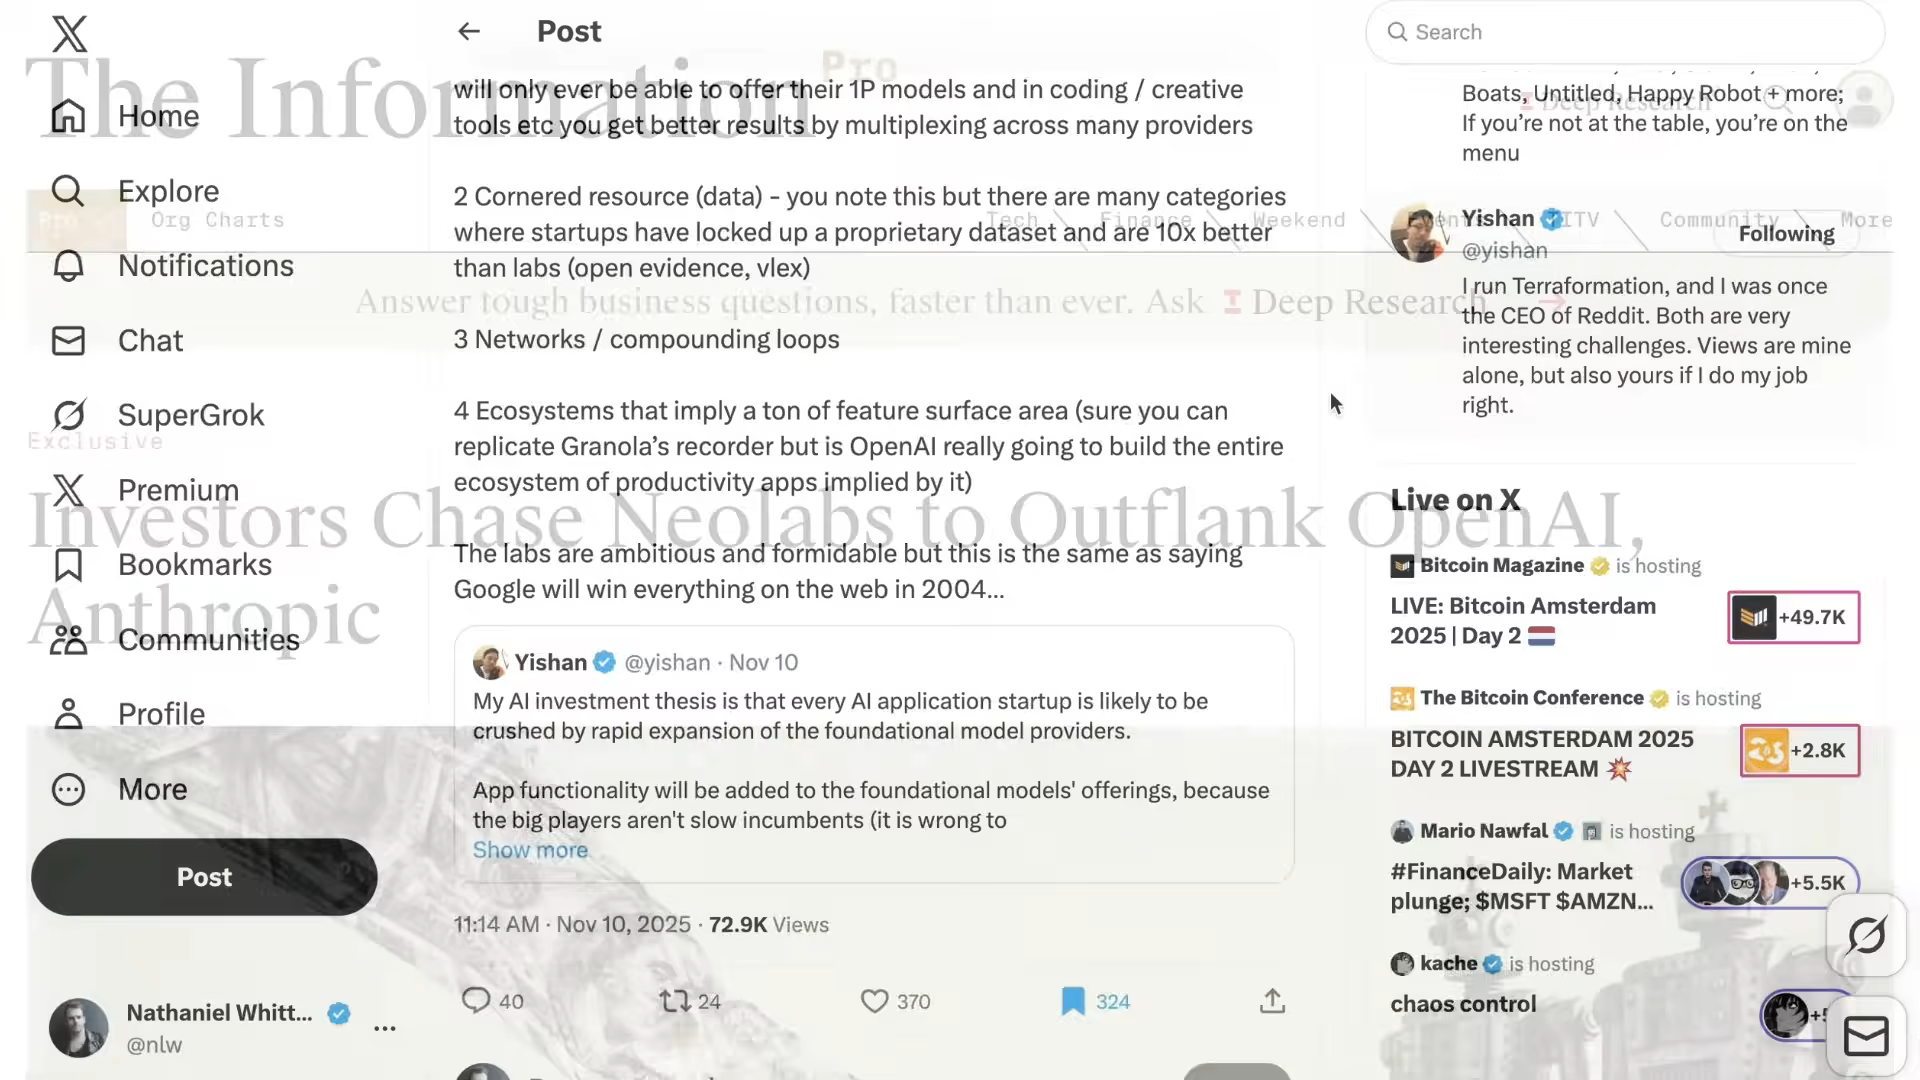 Post
Search
The Information
Pro
Home
Explore
Notifications
Chat
SuperGrok
Premium
Bookmarks
Communities
Profile
More
Post
Nathaniel Whitt...
@nlw
Org Charts
Tech
Finance
Weekend
Events
TITV
Community
More
Deep Research
Answer tough business questions, faster than ever. Ask Deep Research →
Exclusive
Investors Chase Neolabs to Outflank OpenAI,
Anthropic
will only ever be able to offer their 1P models and in coding / creative
tools etc you get better results by multiplexing across many providers
2 Cornered resource (data) - you note this but there are many categories
where startups have locked up a proprietary dataset and are 10x better
than labs (open evidence, vlex)
3 Networks / compounding loops
4 Ecosystems that imply a ton of feature surface area (sure you can
replicate Granola’s recorder but is OpenAI really going to build the entire
ecosystem of productivity apps implied by it)
The labs are ambitious and formidable but this is the same as saying
Google will win everything on the web in 2004...
Yishan @yishan · Nov 10
My AI investment thesis is that every AI application startup is likely to be
crushed by rapid expansion of the foundational model providers.
App functionality will be added to the foundational models' offerings, because
the big players aren't slow incumbents (it is wrong to
Show more
11:14 AM · Nov 10, 2025 · 72.9K Views
40
24
370
324
Boats, Untitled, Happy Robot + more;
If you’re not at the table, you’re on the
menu
Yishan
@yishan
Following
I run Terraformation, and I was once
the CEO of Reddit. Both are very
interesting challenges. Views are mine
alone, but also yours if I do my job
right.
Live on X
Bitcoin Magazine is hosting
LIVE: Bitcoin Amsterdam
2025 | Day 2
+49.7K
The Bitcoin Conference is hosting
BITCOIN AMSTERDAM 2025
DAY 2 LIVESTREAM
+2.8K
Mario Nawfal is hosting
#FinanceDaily: Market
plunge; $MSFT $AMZN...
+5.5K
kache is hosting
chaos control